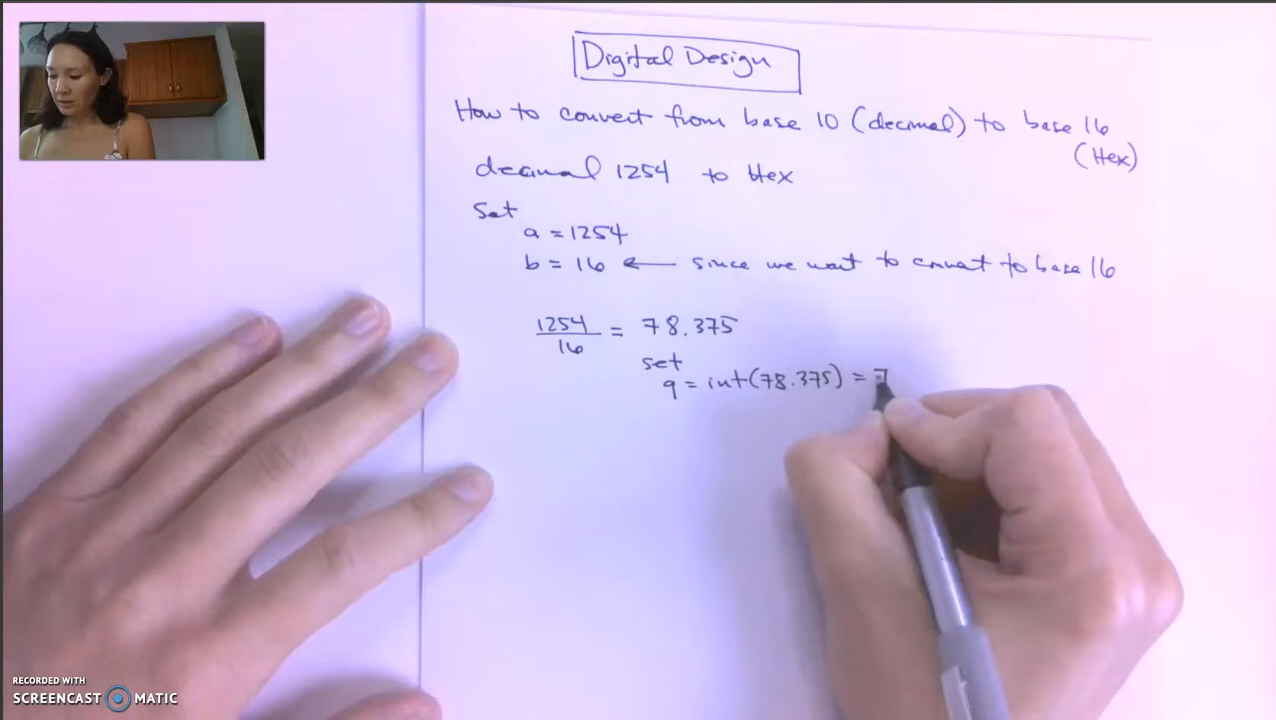 Digital Design
How to convert from base 10 (decimal) to base 16
(Hex)
decimal 1254 to Hex
Set
a = 1254
b = 16 ← since we want to convert to base 16
1254
16
= 78.375
set
q = int(78.375) = 7
RECORDED WITH
SCREENCAST MATIC